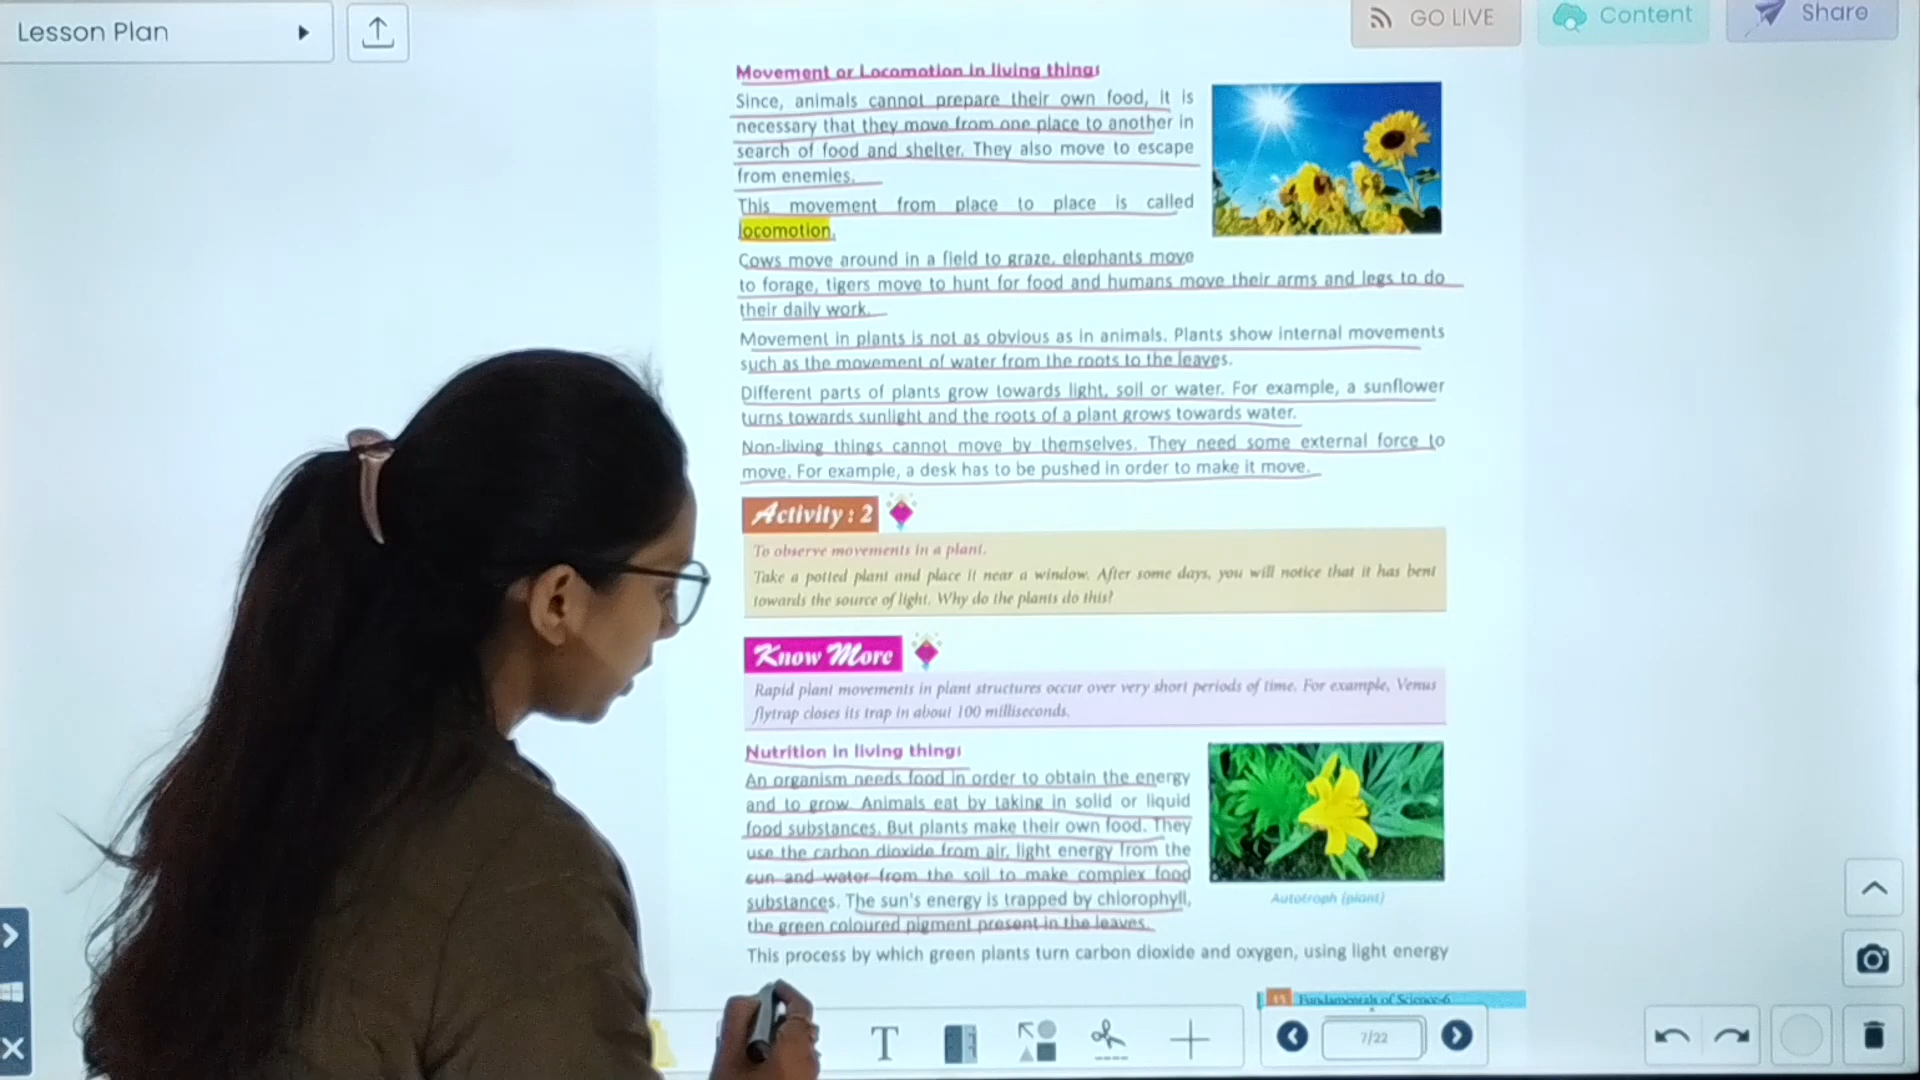 Lesson Plan
GO LIVE
Content
Share
Movement or Locomotion in living things
Since, animals cannot prepare their own food, it is
necessary that they move from one place to another in
search of food and shelter. They also move to escape
from enemies.
This movement from place to place is called
locomotion.
Cows move around in a field to graze, elephants move
to forage, tigers move to hunt for food and humans move their arms and legs to do
their daily work.
Movement in plants is not as obvious as in animals. Plants show internal movements
such as the movement of water from the roots to the leaves.
Different parts of plants grow towards light, soil or water. For example, a sunflower
turns towards sunlight and the roots of a plant grows towards water.
Non-living things cannot move by themselves. They need some external force to
move. For example, a desk has to be pushed in order to make it move.
Activity : 2
To observe movements in a plant.
Take a potted plant and place it near a window. After some days, you will notice that it has bent
towards the source of light. Why do the plants do this?
Know More
Rapid plant movements in plant structures occur over very short periods of time. For example, Venus
flytrap closes its trap in about 100 milliseconds.
Nutrition in living things
An organism needs food in order to obtain the energy
and to grow. Animals eat by taking in solid or liquid
food substances. But plants make their own food. They
use the carbon dioxide from air, light energy from the
sun and water from the soil to make complex food
substances. The sun's energy is trapped by chlorophyll,
the green coloured pigment present in the leaves.
Autotroph (plant)
This process by which green plants turn carbon dioxide and oxygen, using light energy
Fundamentals of Science-6
T
7/22